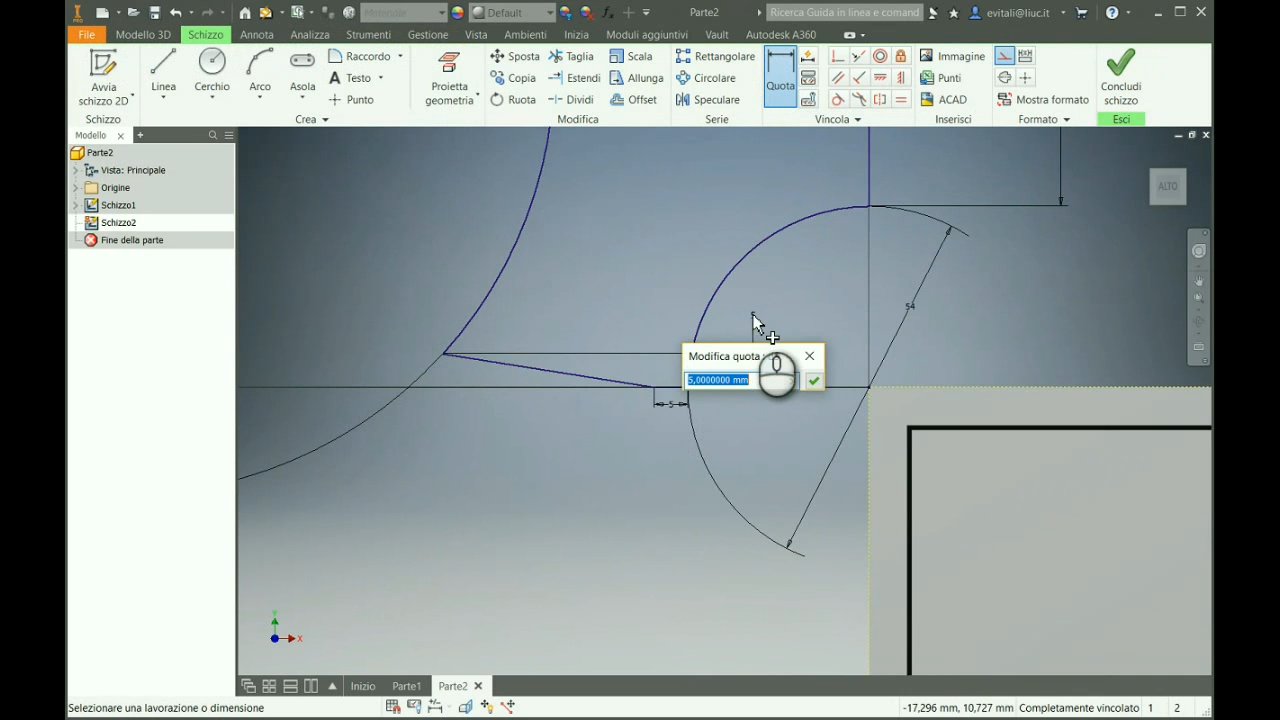 PRO
Materiale
Default
Parte2
Ricerca Guida in linea e comand
evitali@liuc.it
File
Modello 3D
Schizzo
Annota
Analizza
Strumenti
Gestione
Vista
Ambienti
Inizia
Moduli aggiuntivi
Vault
Autodesk A360
Avvia
schizzo 2D
Linea
Cerchio
Arco
Asola
Raccordo
Testo
Punto
Proietta
geometria
Sposta
Copia
Ruota
Taglia
Estendi
Dividi
Scala
Allunga
Offset
Rettangolare
Circolare
Speculare
Quota
Immagine
Punti
ACAD
Mostra formato
Concludi
schizzo
Schizzo
Crea
Modifica
Serie
Vincola
Inserisci
Formato
Esci
Modello
Parte2
Vista: Principale
Origine
Schizzo1
Schizzo2
Fine della parte
ALTO
54
5
Modifica quota
5,0000000 mm
5
Y
X
Inizio
Parte1
Parte2
Selezionare una lavorazione o dimensione
-17,296 mm, 10,727 mm
Completamente vincolato
1
2